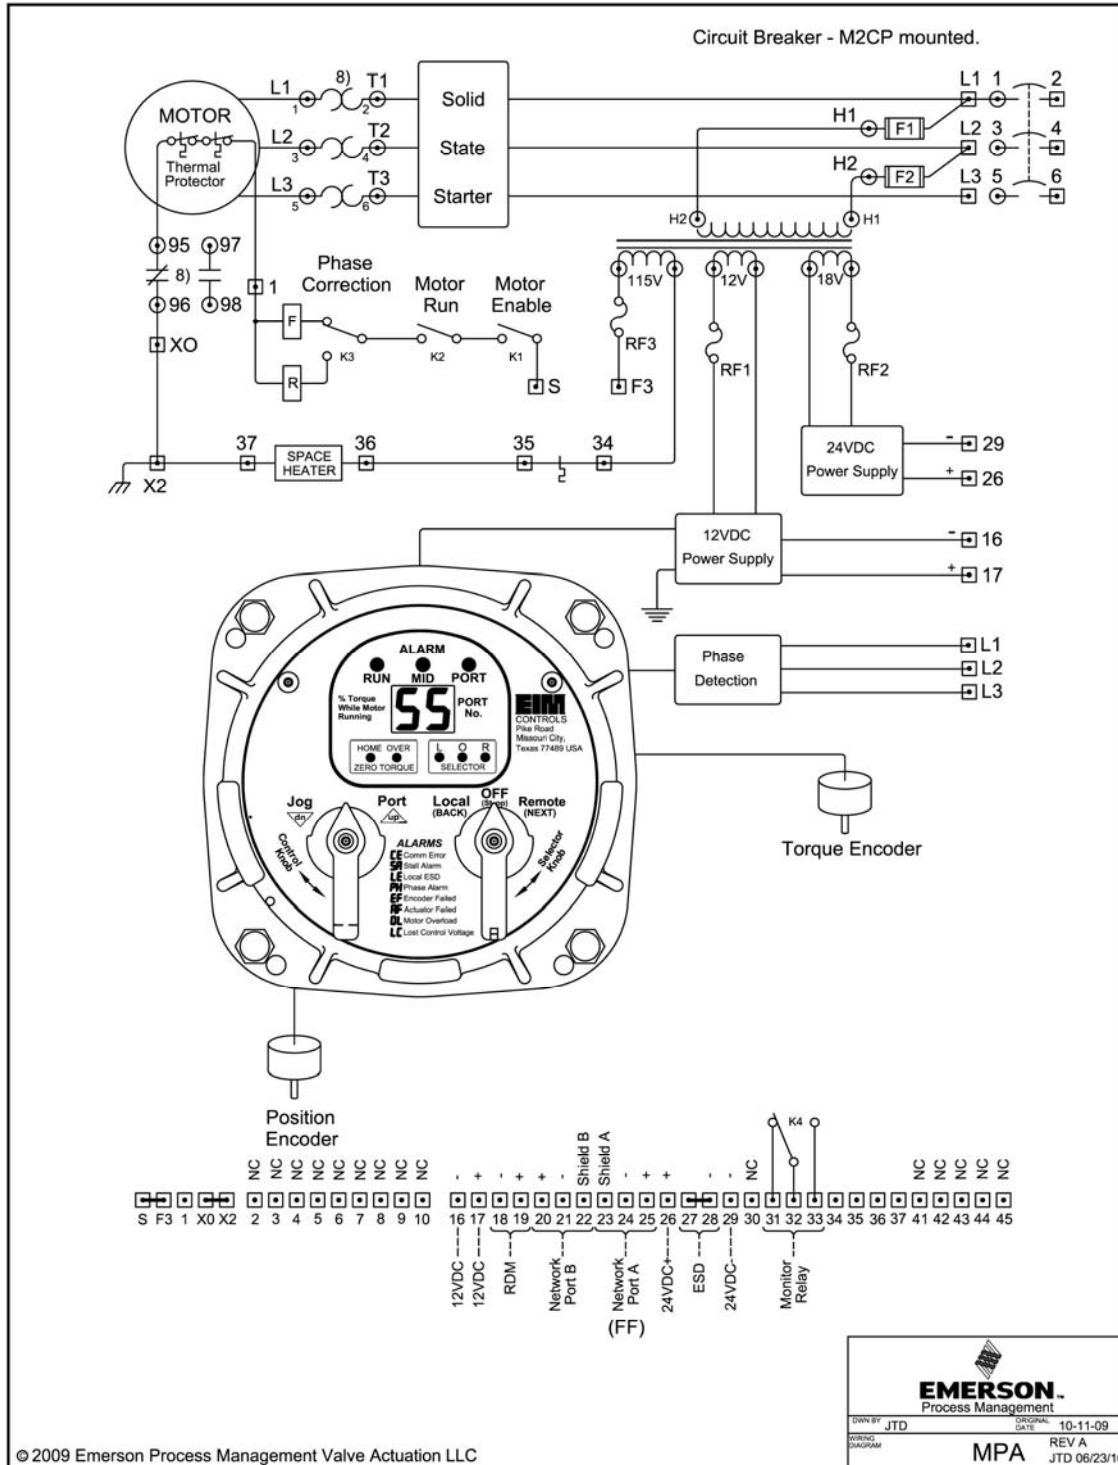 Circuit Breaker - M2CP mounted.
L1 8) T1
1 2
L1 1 2
MOTOR
Solid
H1 F1
L2 T2
3 4
State
L2 3 4
Thermal
Protector
H2 F2
L3 T3
5 6
Starter
L3 5 6
H2 H1
95 97
8)
96 98
1
Phase
Correction
Motor
Run
Motor
Enable
115V 12V 18V
F
K3 K2 K1
R
XO
S
RF3
F3
RF1
RF2
37 36 35 34
SPACE
HEATER
X2
24VDC
Power Supply
- 29
+ 26
12VDC
Power Supply
- 16
+ 17
Phase
Detection
L1
L2
L3
ALARM
RUN MID PORT
% Torque
While Motor
Running
55
PORT
No.
EIM
CONTROLS
Pike Road
Missouri City,
Texas 77489 USA
HOME OVER
ZERO TORQUE
L O R
SELECTOR
Jog
dn
Port
up
Local
(BACK)
OFF
(Stop)
Remote
(NEXT)
Control
Knob
Selector
Knob
ALARMS
CE Comm Error
SA Stall Alarm
LE Local ESD
PH Phase Alarm
EF Encoder Failed
AF Actuator Failed
OL Motor Overload
LC Lost Control Voltage
Torque Encoder
Position
Encoder
K4
NC NC NC NC NC NC NC NC NC - + - + + - Shield B Shield A - + + - - NC NC NC NC NC NC
S F3 1 X0 X2 2 3 4 5 6 7 8 9 10 16 17 18 19 20 21 22 23 24 25 26 27 28 29 30 31 32 33 34 35 36 37 41 42 43 44 45
12VDC
12VDC
RDM
Network
Port B
Network
Port A
(FF)
24VDC+
ESD
24VDC-
Monitor
Relay
EMERSON™
Process Management
DWN BY JTD ORIGINAL DATE 10-11-09
WIRING DIAGRAM MPA REV A
JTD 06/23/1
© 2009 Emerson Process Management Valve Actuation LLC